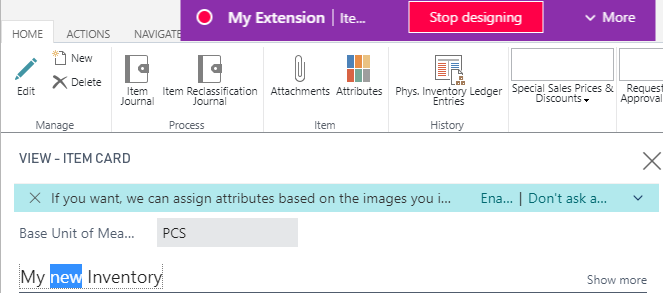 My Extension | Ite... Stop designing More
HOME ACTIONS NAVIGATE
Edit
New
Delete
Manage
Item
Journal
Item Reclassification
Journal
Process
Attachments
Attributes
Item
Phys. Inventory Ledger
Entries
History
Special Sales Prices &
Discounts
Request
Approval
VIEW - ITEM CARD
If you want, we can assign attributes based on the images you i... Ena... | Don't ask a...
Base Unit of Mea... PCS
My new Inventory Show more